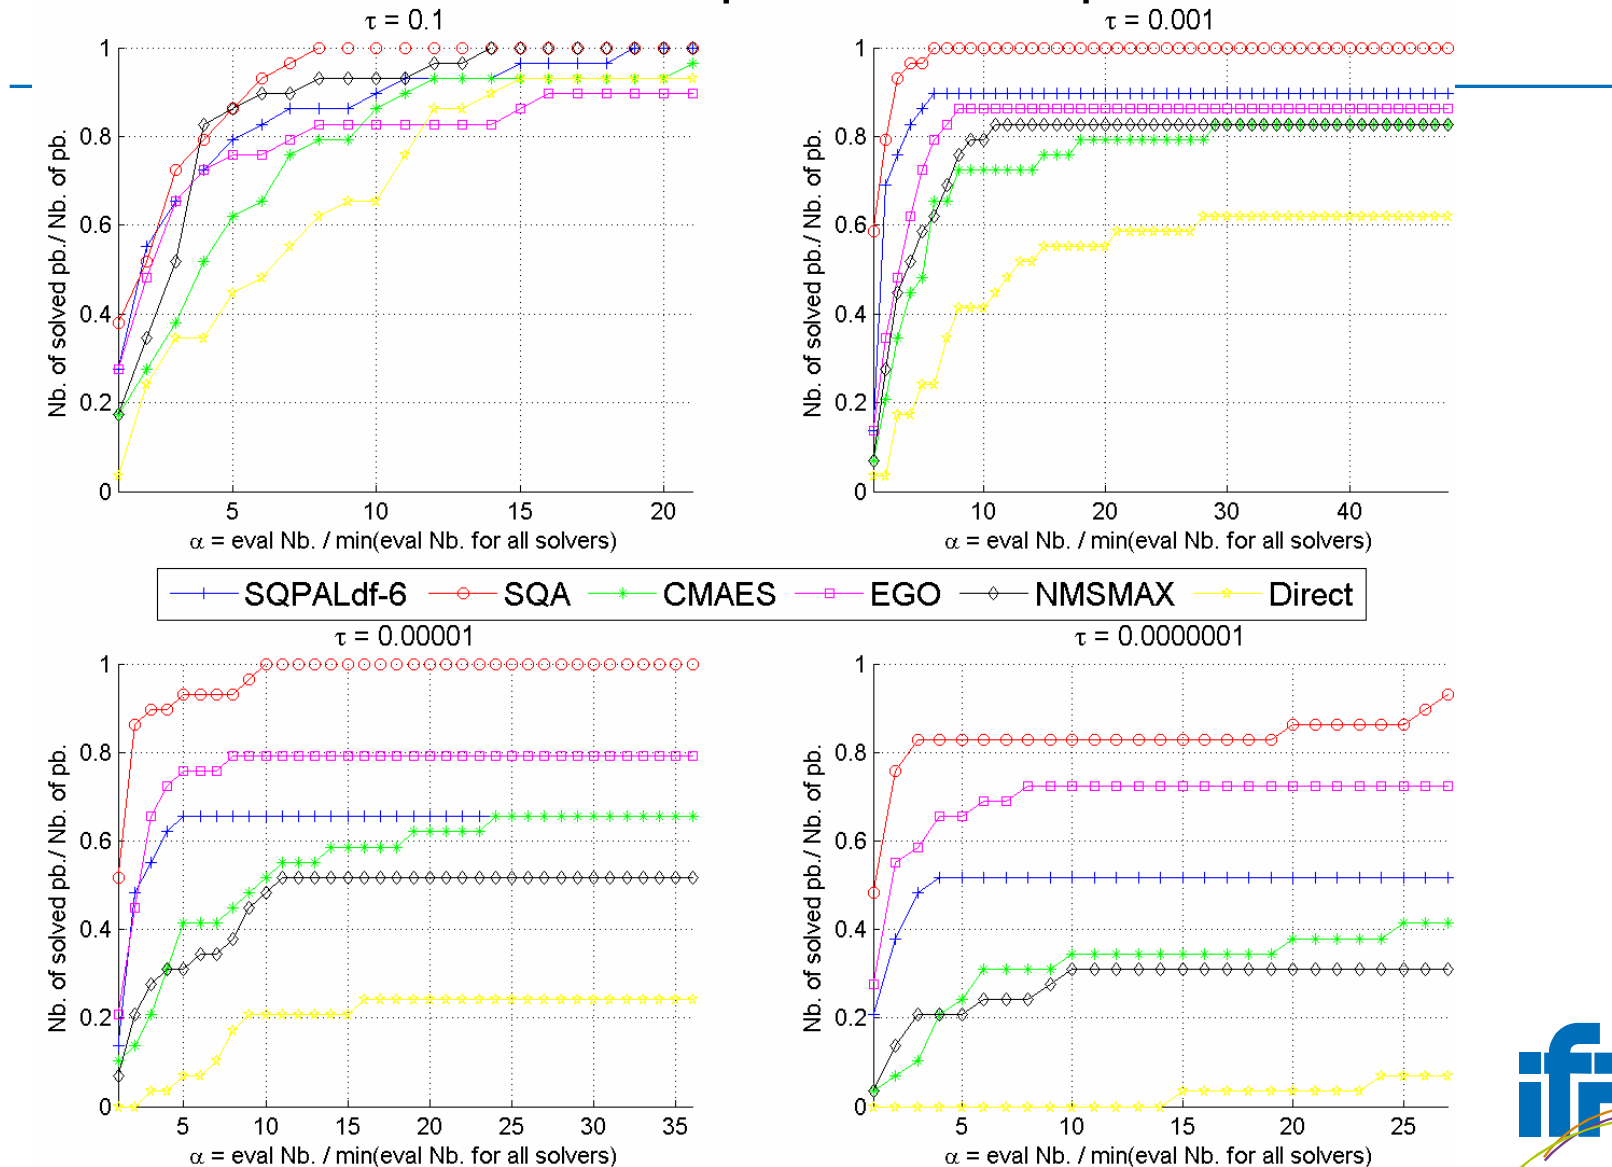 τ = 0.1
τ = 0.001
1
0.8
0.6
0.4
0.2
0
Nb. of solved pb./ Nb. of pb.
5 10 15 20
α = eval Nb. / min(eval Nb. for all solvers)
1
0.8
0.6
0.4
0.2
0
Nb. of solved pb./ Nb. of pb.
10 20 30 40
α = eval Nb. / min(eval Nb. for all solvers)
SQPALdf-6 SQA CMAES EGO NMSMAX Direct
τ = 0.00001
τ = 0.0000001
1
0.8
0.6
0.4
0.2
0
Nb. of solved pb./ Nb. of pb.
5 10 15 20 25 30 35
α = eval Nb. / min(eval Nb. for all solvers)
1
0.8
0.6
0.4
0.2
0
Nb. of solved pb./ Nb. of pb.
5 10 15 20 25
α = eval Nb. / min(eval Nb. for all solvers)